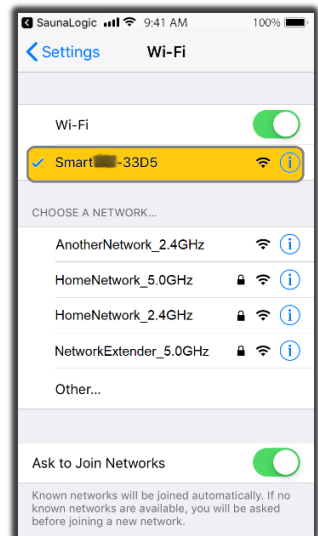 SaunaLogic 9:41 AM 100%
Settings Wi-Fi
Wi-Fi
Smart -33D5
CHOOSE A NETWORK...
AnotherNetwork_2.4GHz
HomeNetwork_5.0GHz
HomeNetwork_2.4GHz
NetworkExtender_5.0GHz
Other...
Ask to Join Networks
Known networks will be joined automatically. If no
known networks are available, you will be asked
before joining a new network.